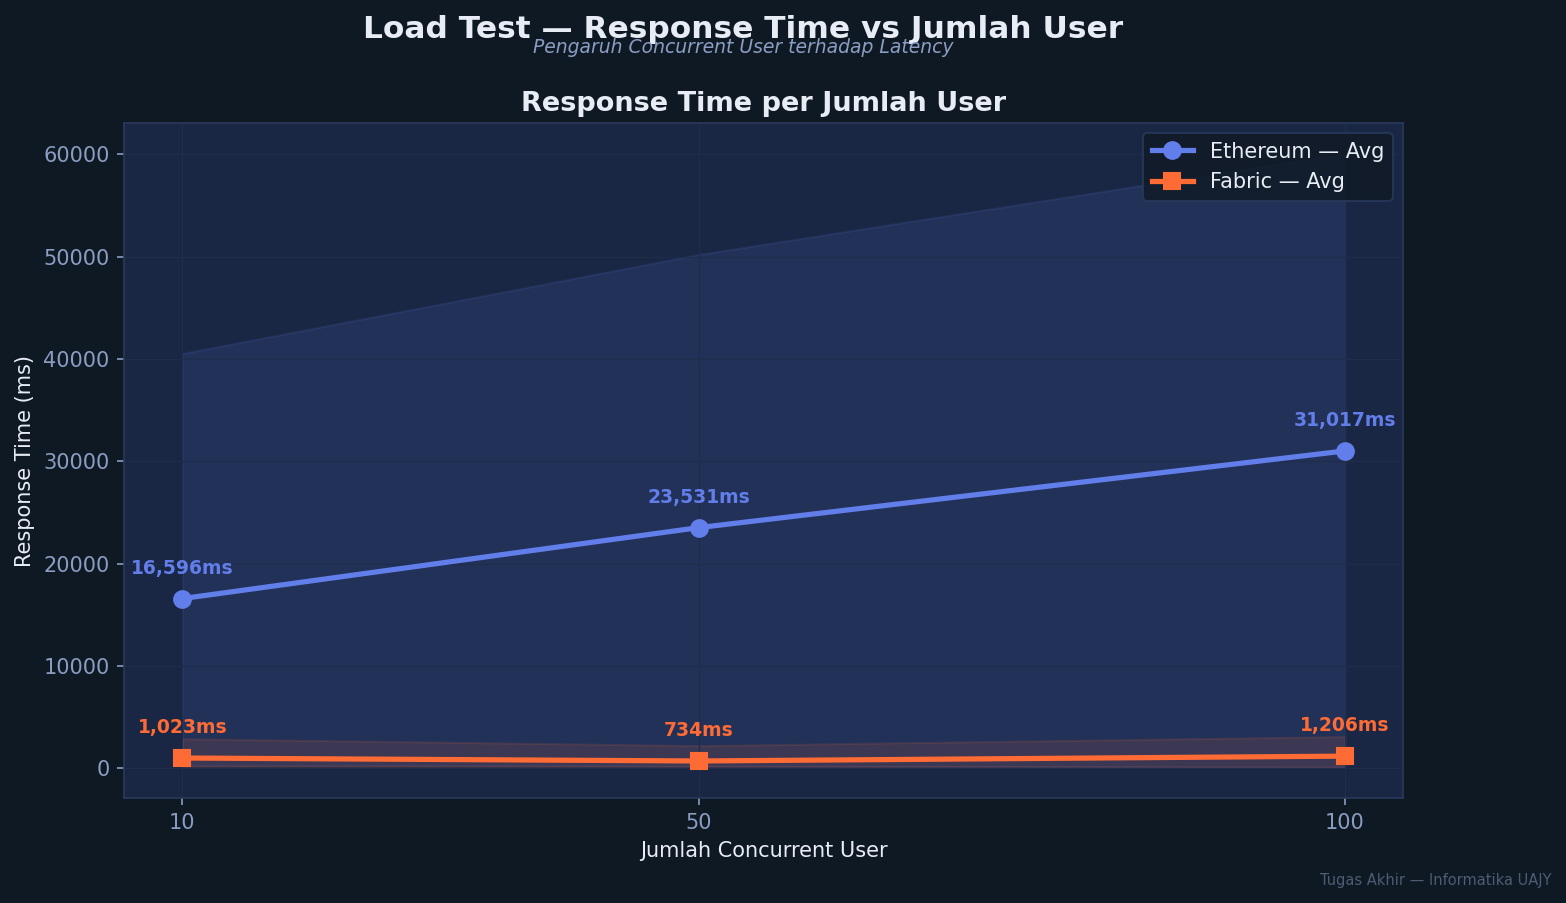 Load Test — Response Time vs Jumlah User
Pengaruh Concurrent User terhadap Latency
Response Time per Jumlah User
Ethereum — Avg
Fabric — Avg
Response Time (ms)
60000
50000
40000
30000
20000
10000
0
16,596ms
23,531ms
31,017ms
1,023ms
734ms
1,206ms
10
50
100
Jumlah Concurrent User
Tugas Akhir — Informatika UAJY